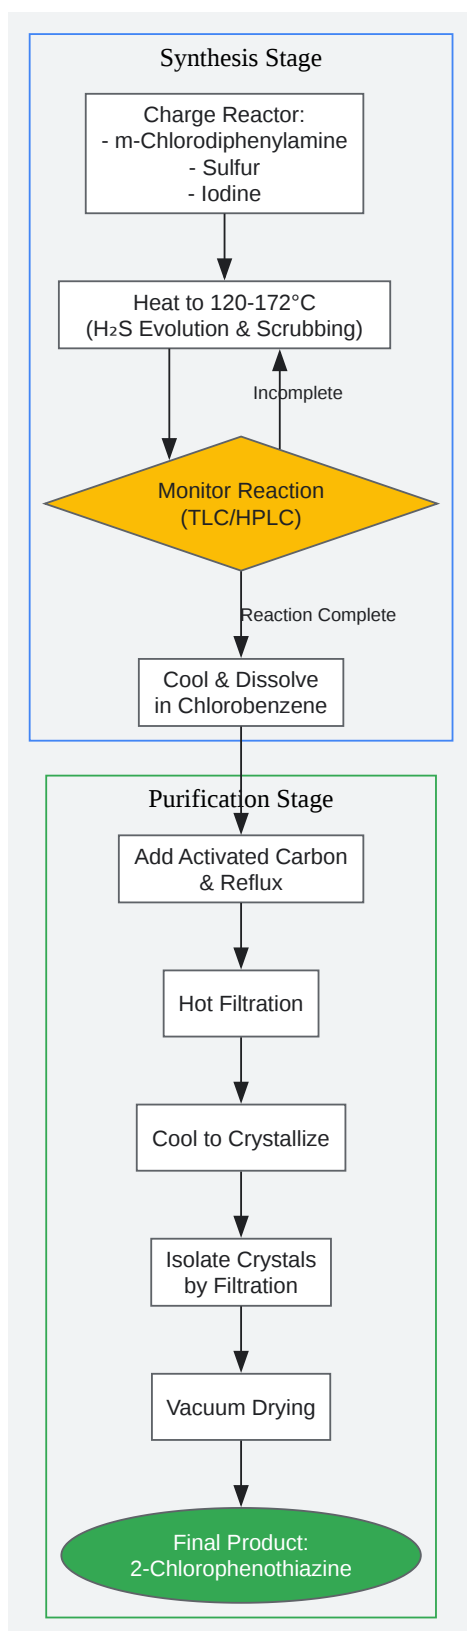 Synthesis Stage
Charge Reactor:
- m-Chlorodiphenylamine
- Sulfur
- Iodine
Heat to 120-172°C
(H₂S Evolution & Scrubbing)
Incomplete
Monitor Reaction
(TLC/HPLC)
Reaction Complete
Cool & Dissolve
in Chlorobenzene
Purification Stage
Add Activated Carbon
& Reflux
Hot Filtration
Cool to Crystallize
Isolate Crystals
by Filtration
Vacuum Drying
Final Product:
2-Chlorophenothiazine